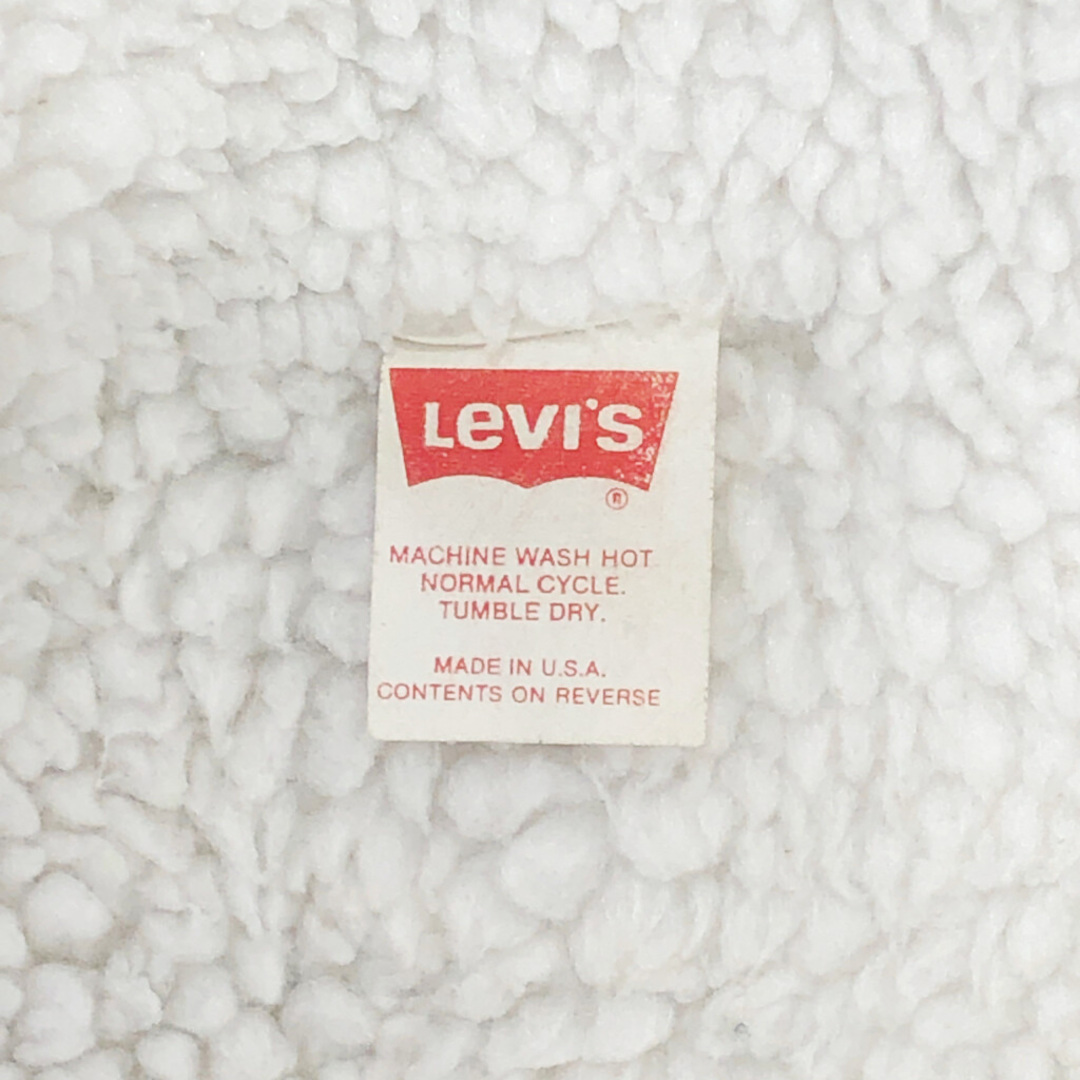 LeVI'S
®
MACHINE WASH HOT
NORMAL CYCLE.
TUMBLE DRY.
MADE IN U.S.A.
CONTENTS ON REVERSE